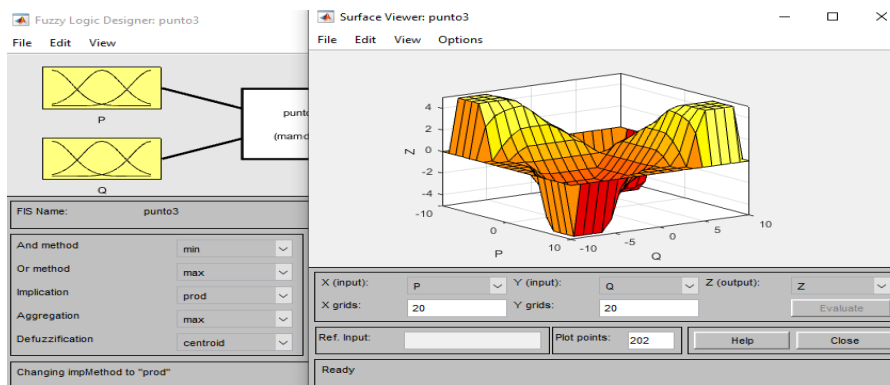 Fuzzy Logic Designer: punto3
File Edit View
P
Q
punto
(mamd
FIS Name: punto3
And method min
Or method max
Implication prod
Aggregation max
Defuzzification centroid
Changing impMethod to "prod"
Surface Viewer: punto3
File Edit View Options
4
2
0
-2
-4
Z
-10
0
10
P
-10
-5
0
5
10
Q
X (input): P Y (input): Q Z (output): Z
X grids: 20 Y grids: 20 Evaluate
Ref. Input: Plot points: 202 Help Close
Ready